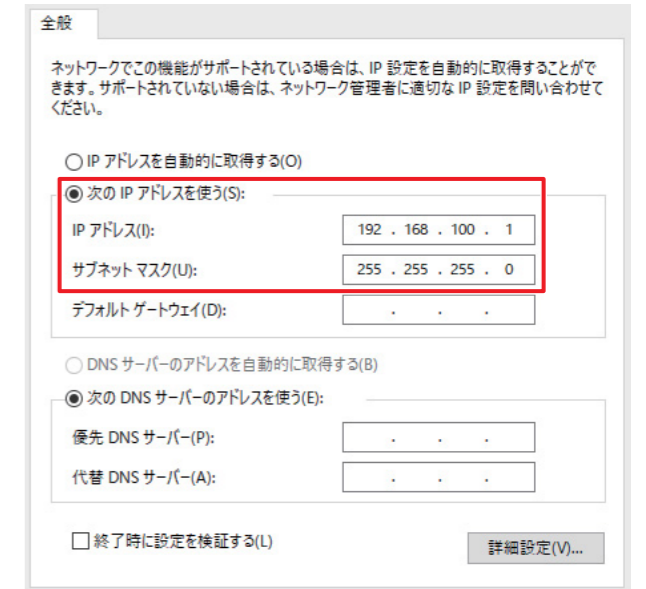 全般
ネットワークでこの機能がサポートされている場合は、IP 設定を自動的に取得することがで
きます。サポートされていない場合は、ネットワーク管理者に適切な IP 設定を問い合わせて
ください。
IP アドレスを自動的に取得する(O)
次の IP アドレスを使う(S):
IP アドレス(I): 192 . 168 . 100 . 1
サブネット マスク(U): 255 . 255 . 255 . 0
デフォルト ゲートウェイ(D): . . .
DNS サーバーのアドレスを自動的に取得する(B)
次の DNS サーバーのアドレスを使う(E):
優先 DNS サーバー(P): . . .
代替 DNS サーバー(A): . . .
終了時に設定を検証する(L)
詳細設定(V)...